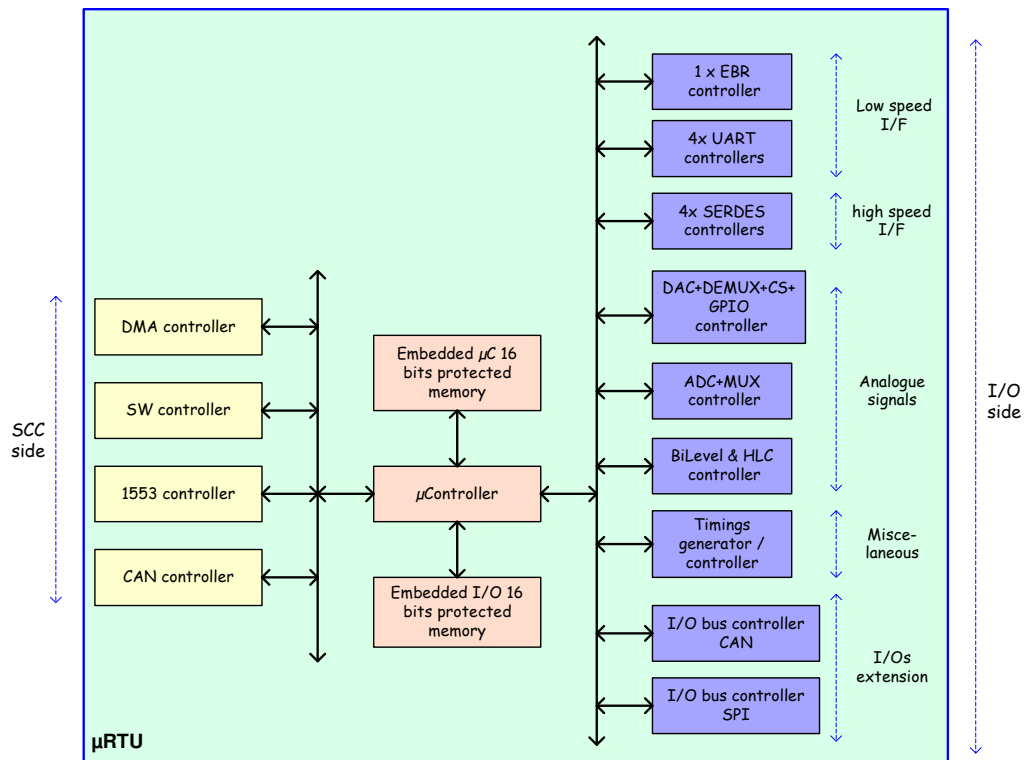 1 x EBR
controller
4x UART
controllers
Low speed
I/F
4x SERDES
controllers
high speed
I/F
DAC+DEMUX+CS+
GPIO
controller
ADC+MUX
controller
BiLevel & HLC
controller
Analogue
signals
Timings
generator /
controller
Misce-
laneous
I/O bus controller
CAN
I/O bus controller
SPI
I/Os
extension
I/O
side
SCC
side
DMA controller
SW controller
1553 controller
CAN controller
Embedded µC 16
bits protected
memory
µController
Embedded I/O 16
bits protected
memory
µRTU